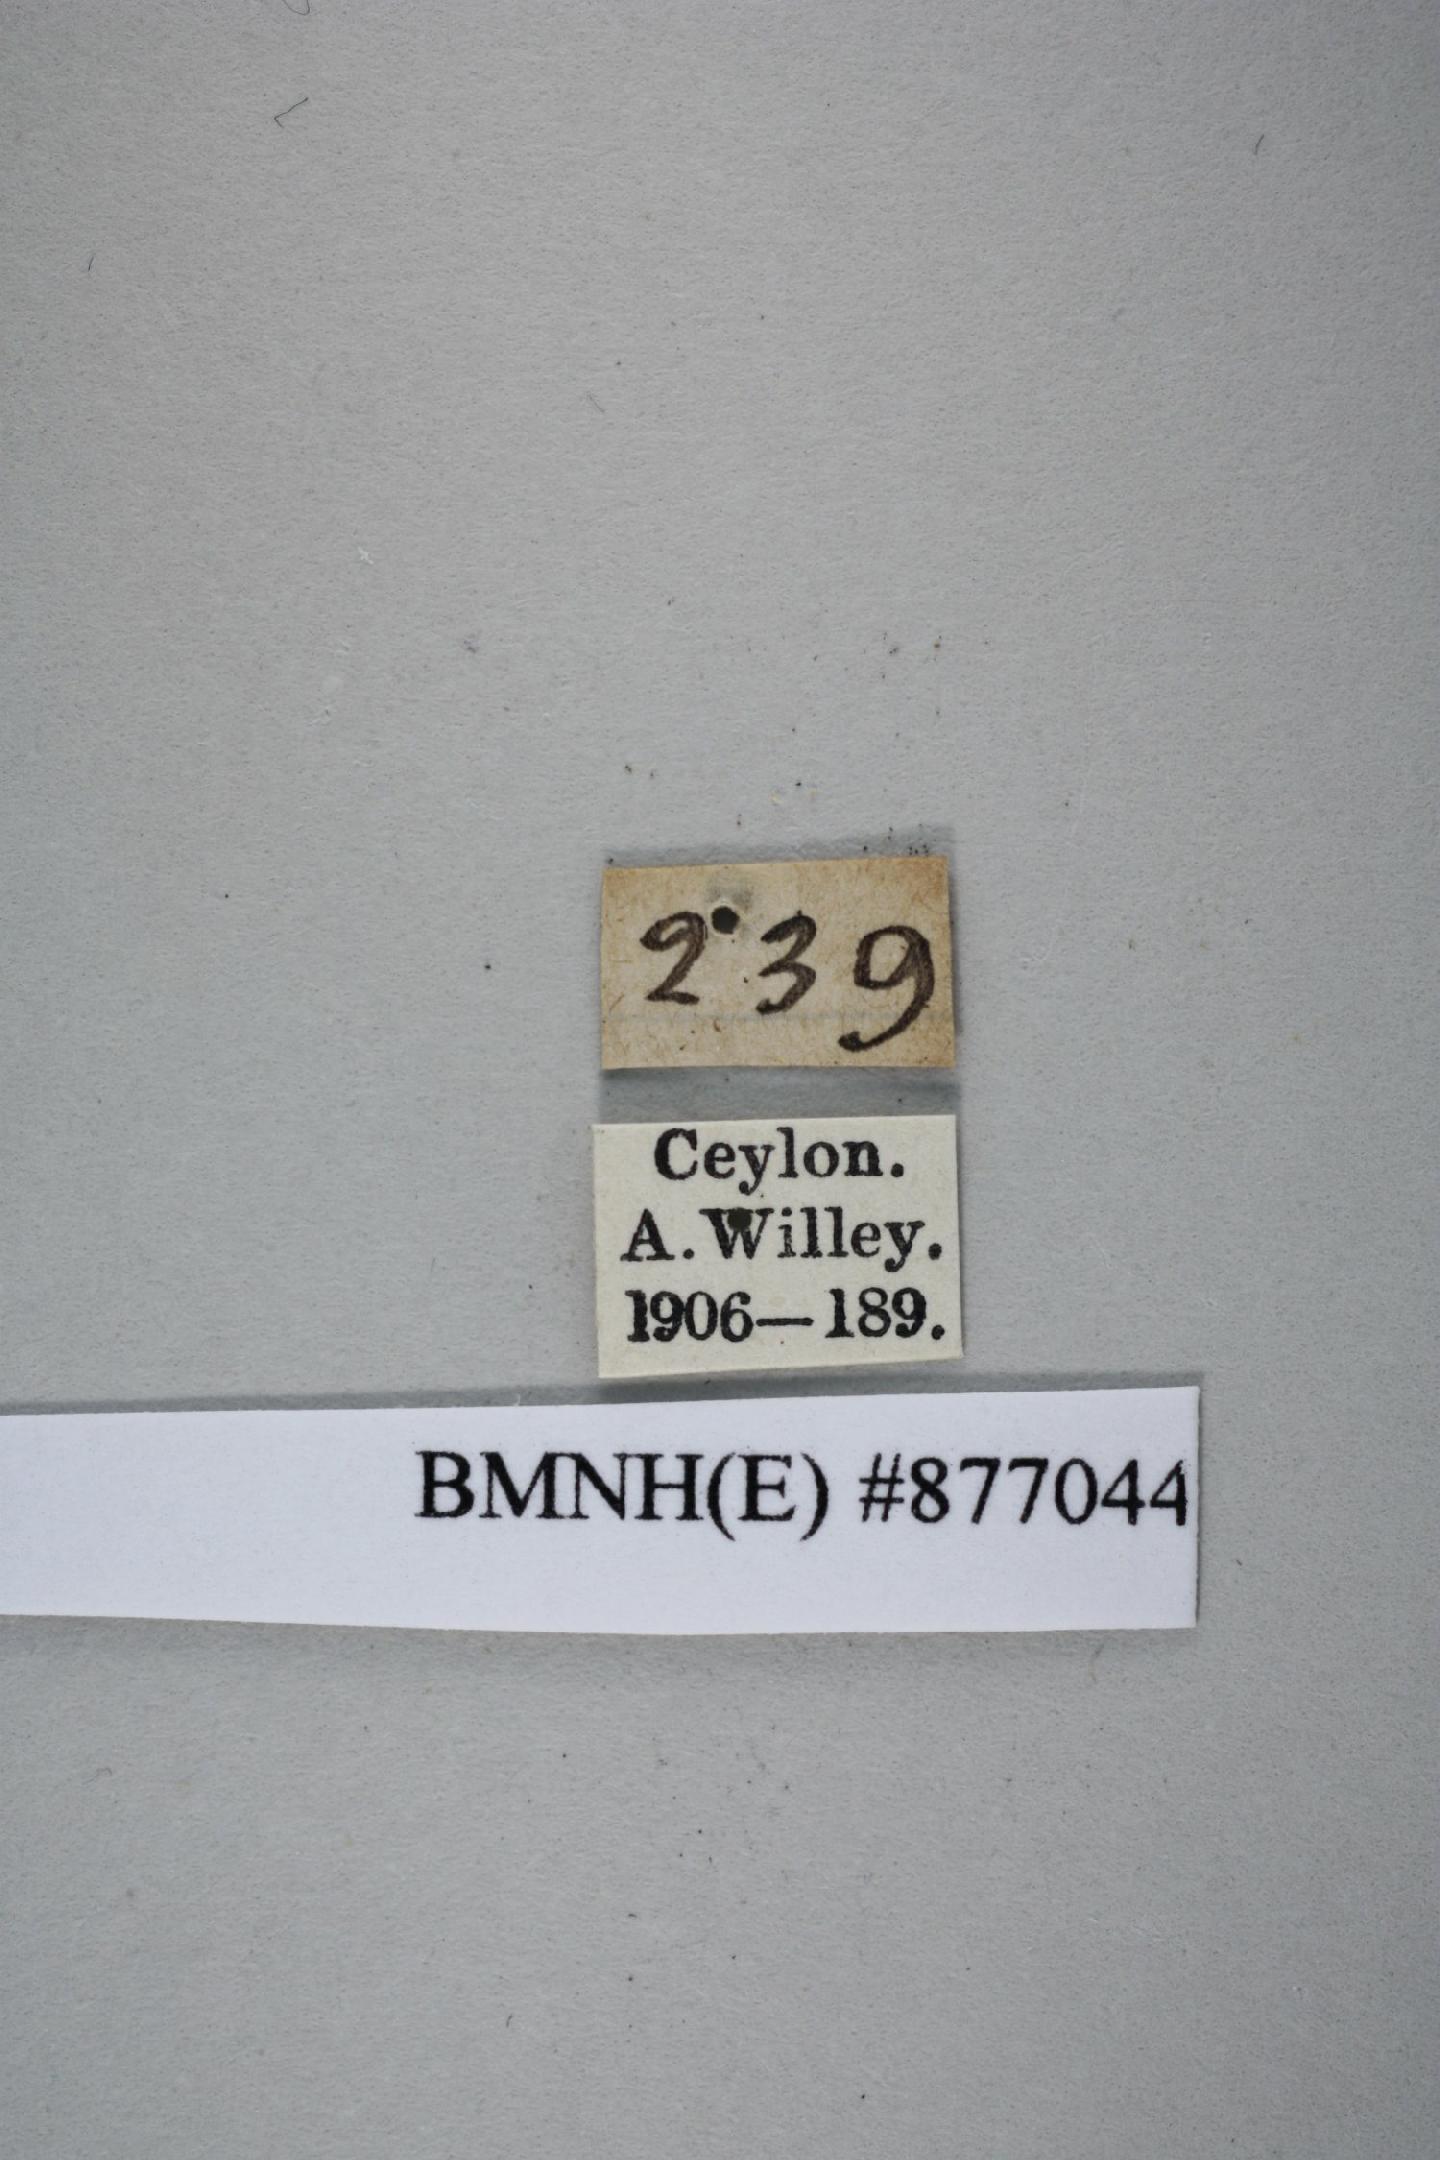 239
Ceylon.
A. Willey.
1906—189.
BMNH(E) #877044